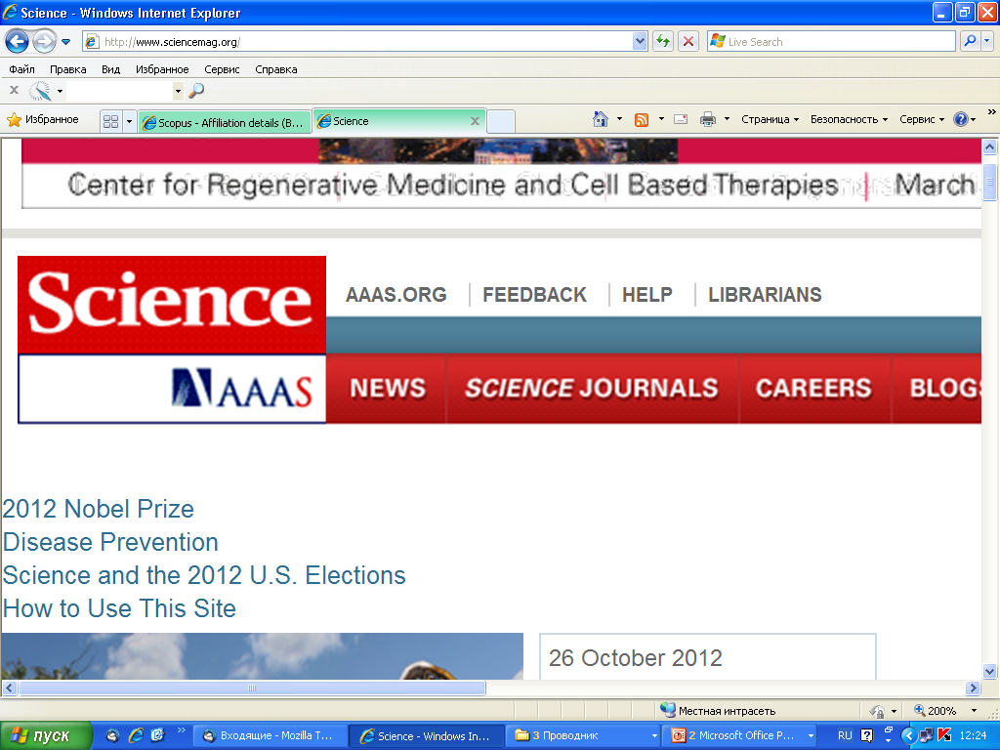 Science - Windows Internet Explorer
http://www.sciencemag.org/
Live Search
Файл Правка Вид Избранное Сервис Справка
Избранное
Scopus - Affiliation details (B...
Science
Страница
Безопасность
Сервис
Center for Regenerative Medicine and Cell Based Therapies | March
Science
AAAS.ORG FEEDBACK HELP LIBRARIANS
AAAS
NEWS SCIENCE JOURNALS CAREERS BLOGS
2012 Nobel Prize
Disease Prevention
Science and the 2012 U.S. Elections
How to Use This Site
26 October 2012
Местная интрасеть
200%
пуск
Входящие - Mozilla T...
Science - Windows In...
3 Проводник
2 Microsoft Office P...
RU
12:24